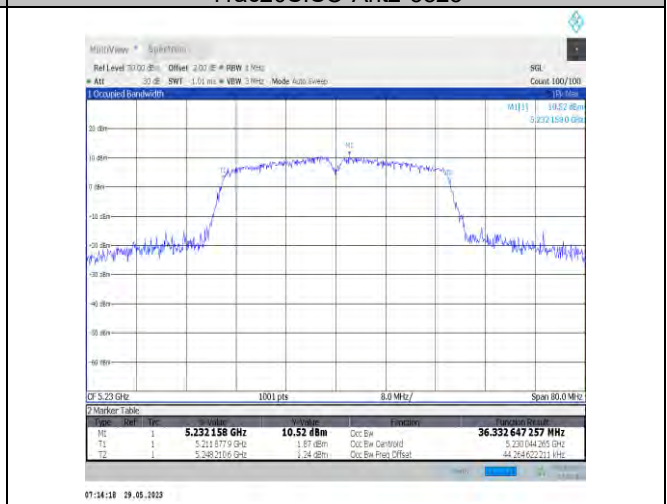 MultiView Spectrum
Ref Level 30.00 dBm Offset 2.00 dB RBW 1 MHz SGL
Att 30 dB SWT 1.01 ms VBW 3 MHz Mode Auto Sweep Count 100/100
1 Occupied Bandwidth
M1[1] 10.52 dBm
5.232 159 0 GHz
20 dBm
M1
10 dBm
0 dBm
-10 dBm
-20 dBm
-30 dBm
-40 dBm
-50 dBm
-60 dBm
CF 5.23 GHz 1001 pts 8.0 MHz/ Span 80.0 MHz
2 Marker Table
Type Ref Trc X-Value Y-Value Function Function Result
M1 1 5.232 158 GHz 10.52 dBm Occ Bw 36.332 647 257 MHz
T1 1 5.211 877 9 GHz 1.87 dBm Occ Bw Centroid 5.230 044 265 GHz
T2 1 5.248 210 6 GHz 1.24 dBm Occ Bw Freq Offset 44.264 622 211 kHz
07:14:18 29.05.2023